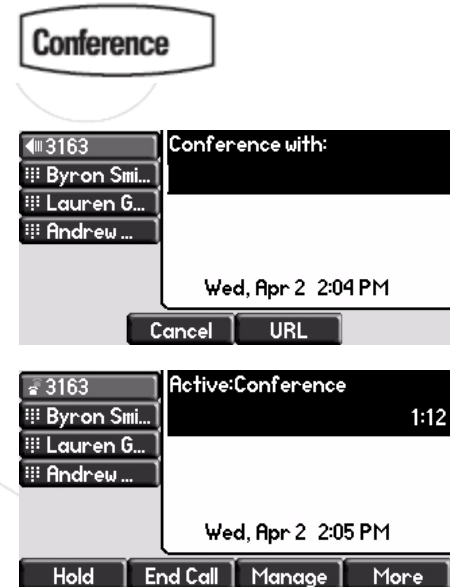 Conference
3163
Conference with:
Byron Smi...
Lauren G...
Andrew ...
Wed, Apr 2 2:04 PM
Cancel
URL
3163
Active:Conference
Byron Smi...
1:12
Lauren G...
Andrew ...
Wed, Apr 2 2:05 PM
Hold
End Call
Manage
More